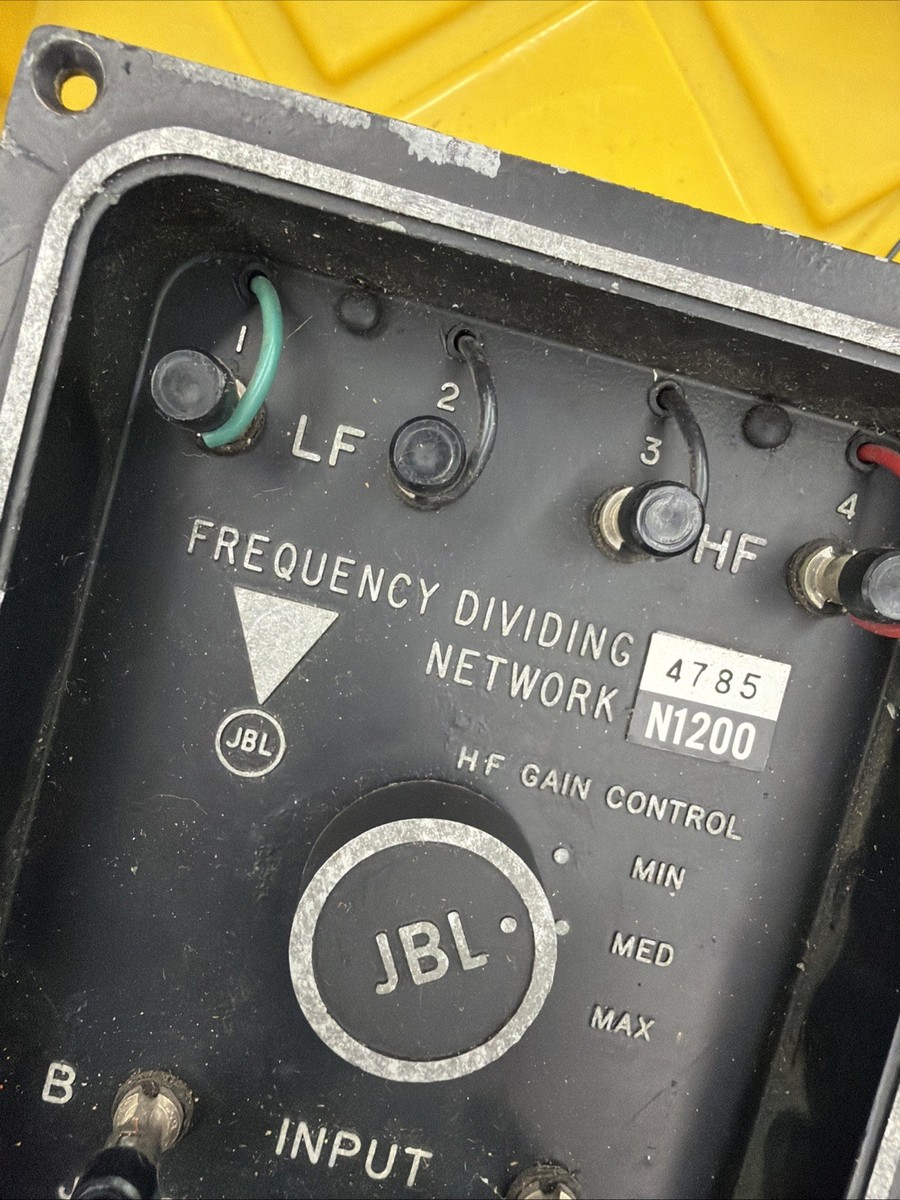 1
2
3
4
LF
HF
FREQUENCY DIVIDING
NETWORK
4785
N1200
JBL
HF GAIN CONTROL
MIN
MED
MAX
JBL
B
INPUT